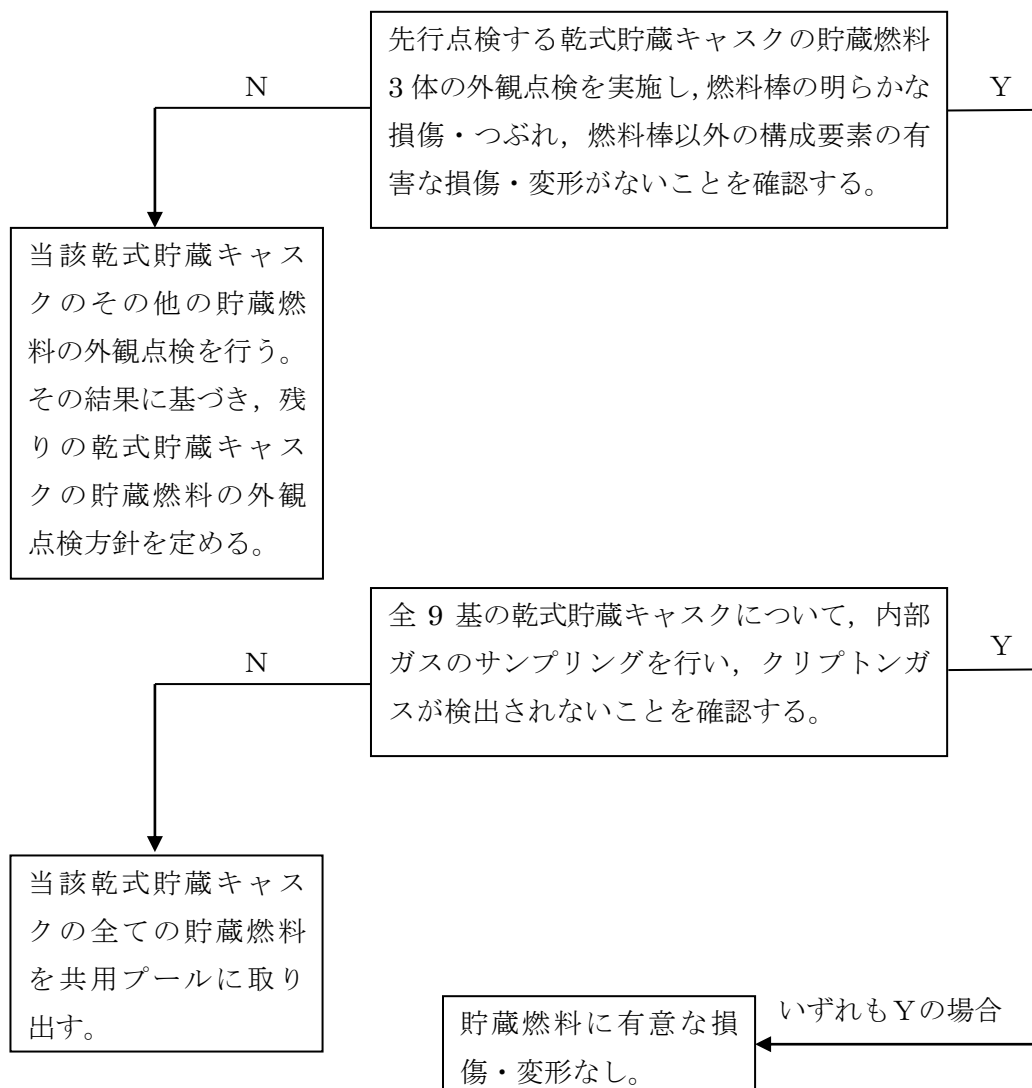 先行点検する乾式貯蔵キャスクの貯蔵燃料
3 体の外観点検を実施し,燃料棒の明らかな
損傷・つぶれ，燃料棒以外の構成要素の有
害な損傷・変形がないことを確認する。
N
Y
当該乾式貯蔵キャス
クのその他の貯蔵燃
料の外観点検を行う。
その結果に基づき，残
りの乾式貯蔵キャス
クの貯蔵燃料の外観
点検方針を定める。
全 9 基の乾式貯蔵キャスクについて，内部
ガスのサンプリングを行い，クリプトンガ
スが検出されないことを確認する。
N
Y
当該乾式貯蔵キャス
クの全ての貯蔵燃料
を共用プールに取り
出す。
いずれもYの場合
貯蔵燃料に有意な損
傷・変形なし。